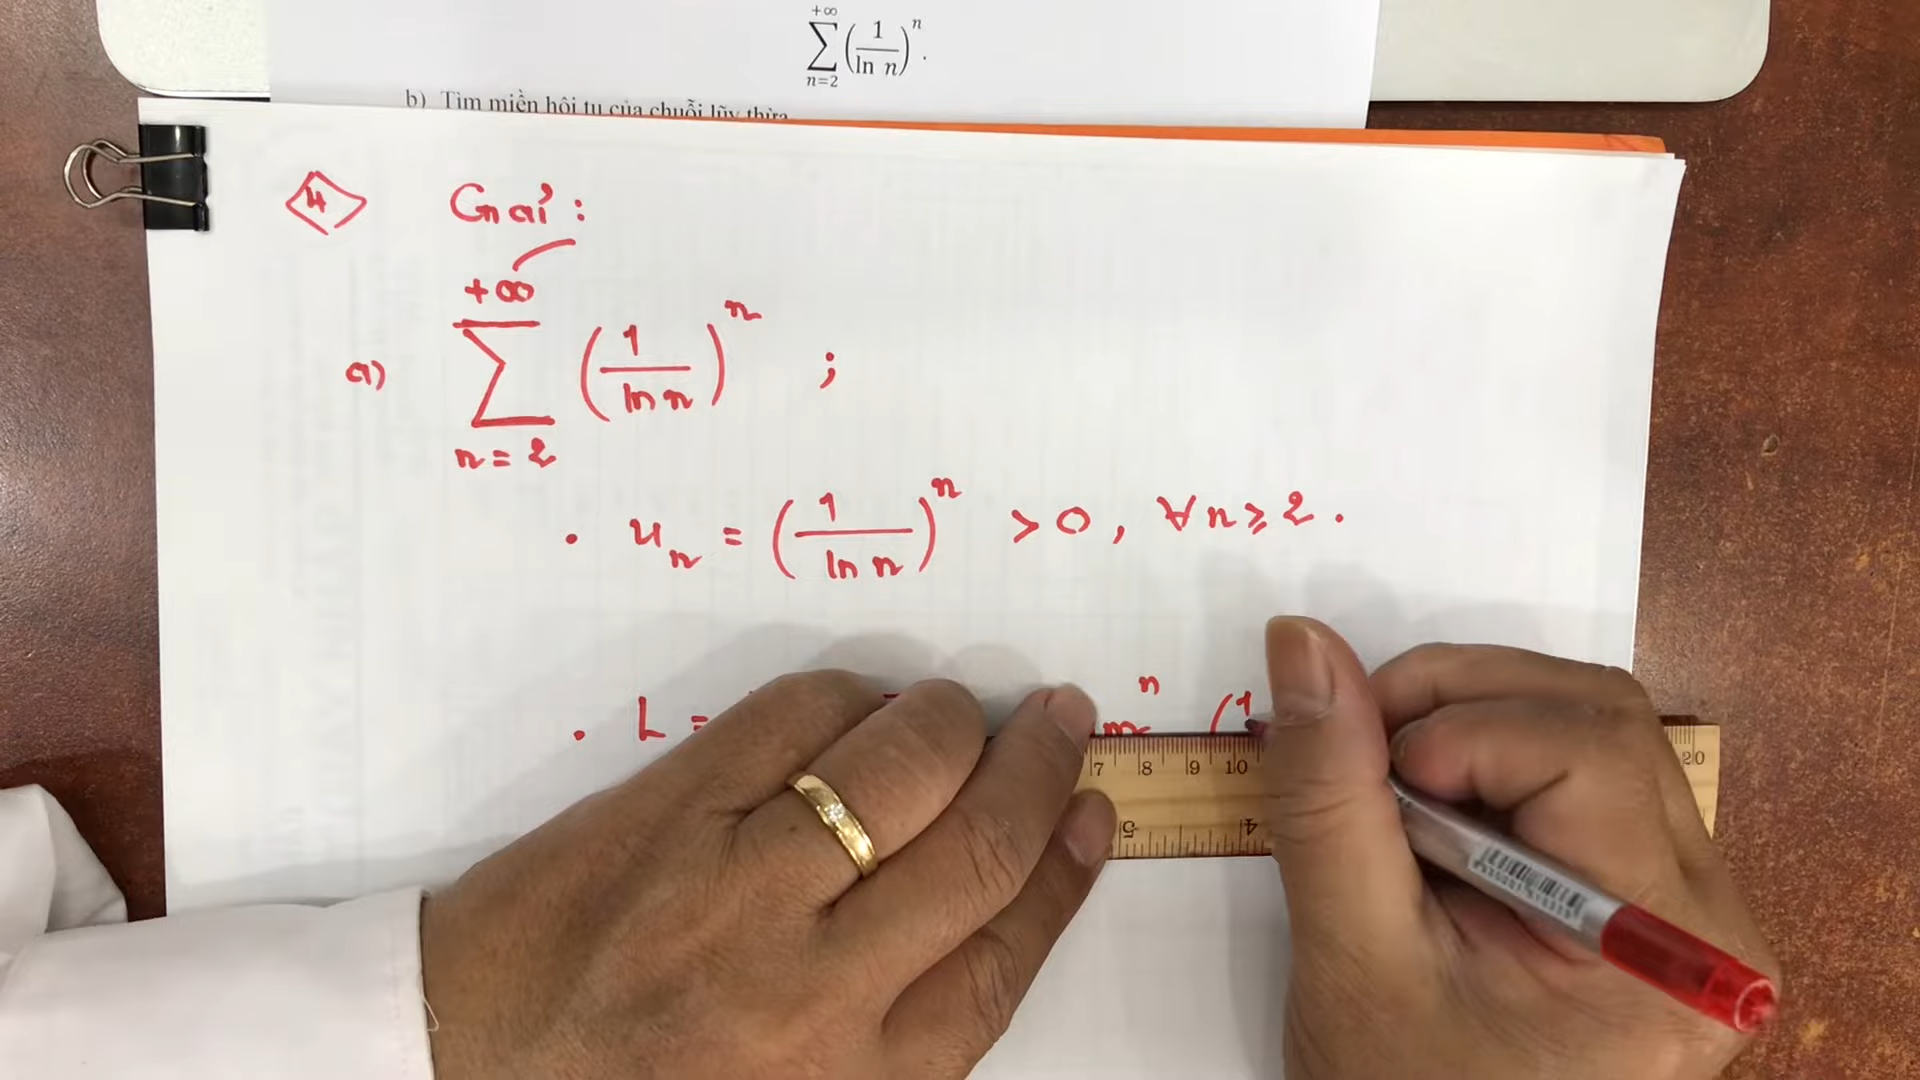 +∞
∑ (1 / ln n)^n .
n=2
b) Tìm miền hội tụ của chuỗi lũy thừa
4 Giải :
+∞
a) ∑ (1 / ln n)^n ;
n = 2
. u_n = (1 / ln n)^n > 0 , ∀ n ⩾ 2 .
. L = n (1
7 8 9 10 20
5 4